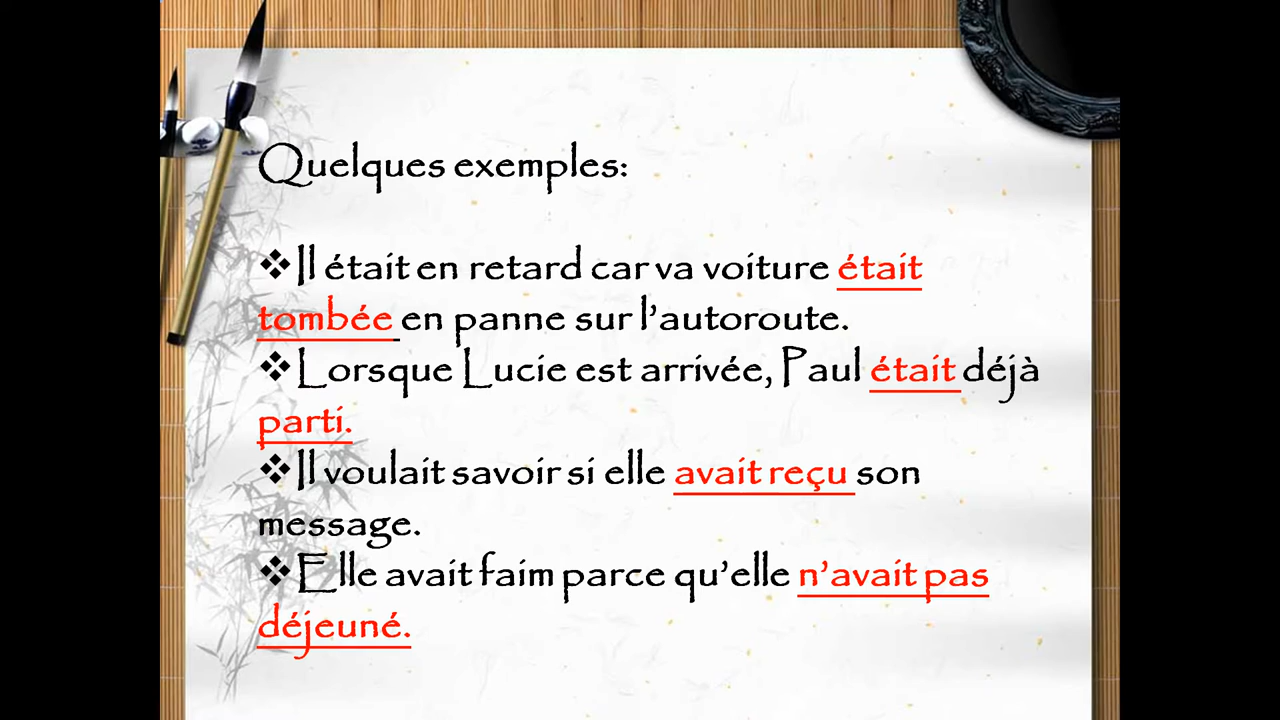 Quelques exemples:
❖Il était en retard car va voiture était
tombée en panne sur l’autoroute.
❖Lorsque Lucie est arrivée, Paul était déjà
parti.
❖Il voulait savoir si elle avait reçu son
message.
❖Elle avait faim parce qu’elle n’avait pas
déjeuné.